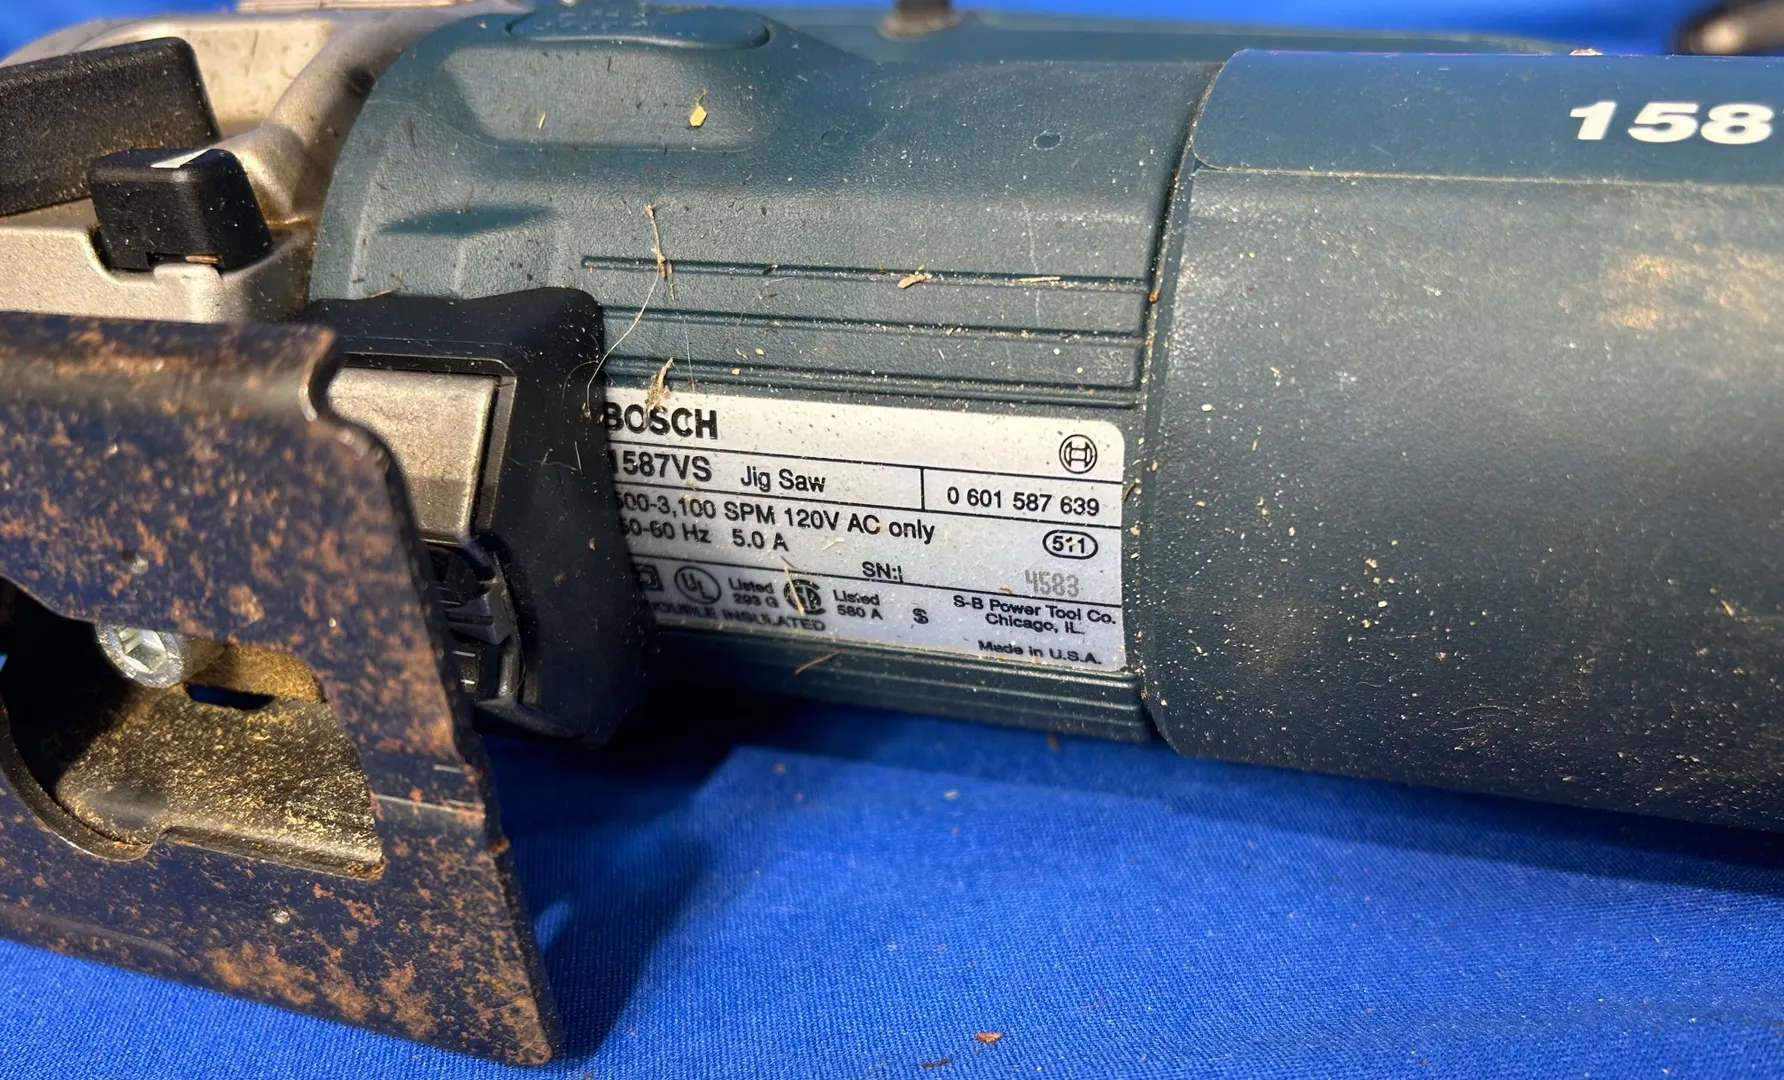 158
BOSCH
1587VS Jig Saw
0 601 587 639
500-3,100 SPM 120V AC only
50-60 Hz 5.0 A
511
SN:
4583
UL
Listed
293 G
Listed
580 A
DOUBLE INSULATED
S-B Power Tool Co.
Chicago, IL.
Made in U.S.A.